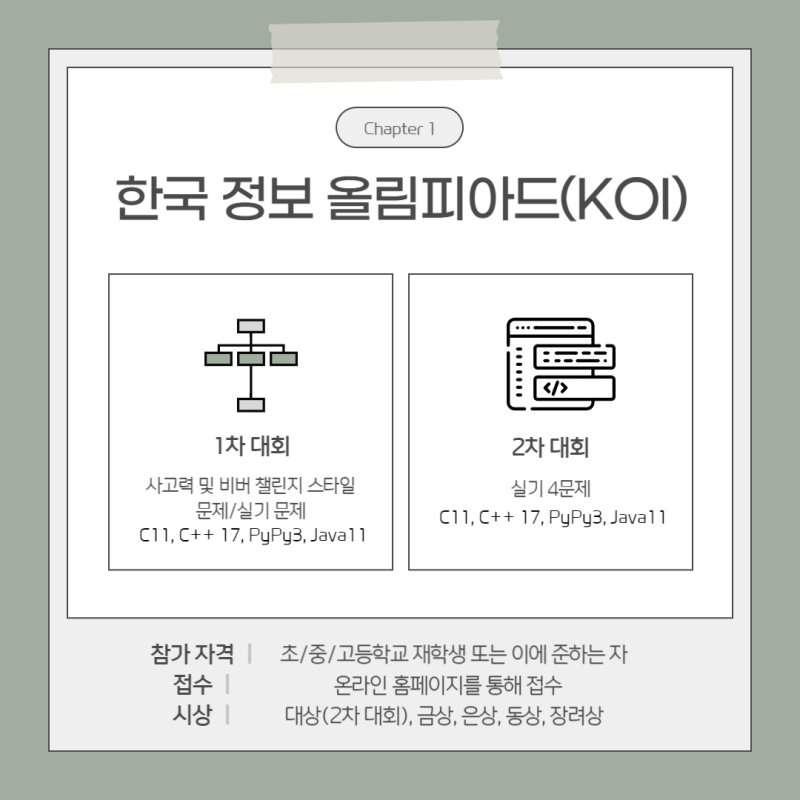 Chapter 1
한국 정보 올림피아드(KOI)
1차 대회
사고력 및 비버 챌린지 스타일
문제/실기 문제
C11, C++ 17, PyPy3, Java11
2차 대회
실기 4문제
C11, C++ 17, PyPy3, Java11
참가 자격 | 초/중/고등학교 재학생 또는 이에 준하는 자
접수 | 온라인 홈페이지를 통해 접수
시상 | 대상(2차 대회), 금상, 은상, 동상, 장려상